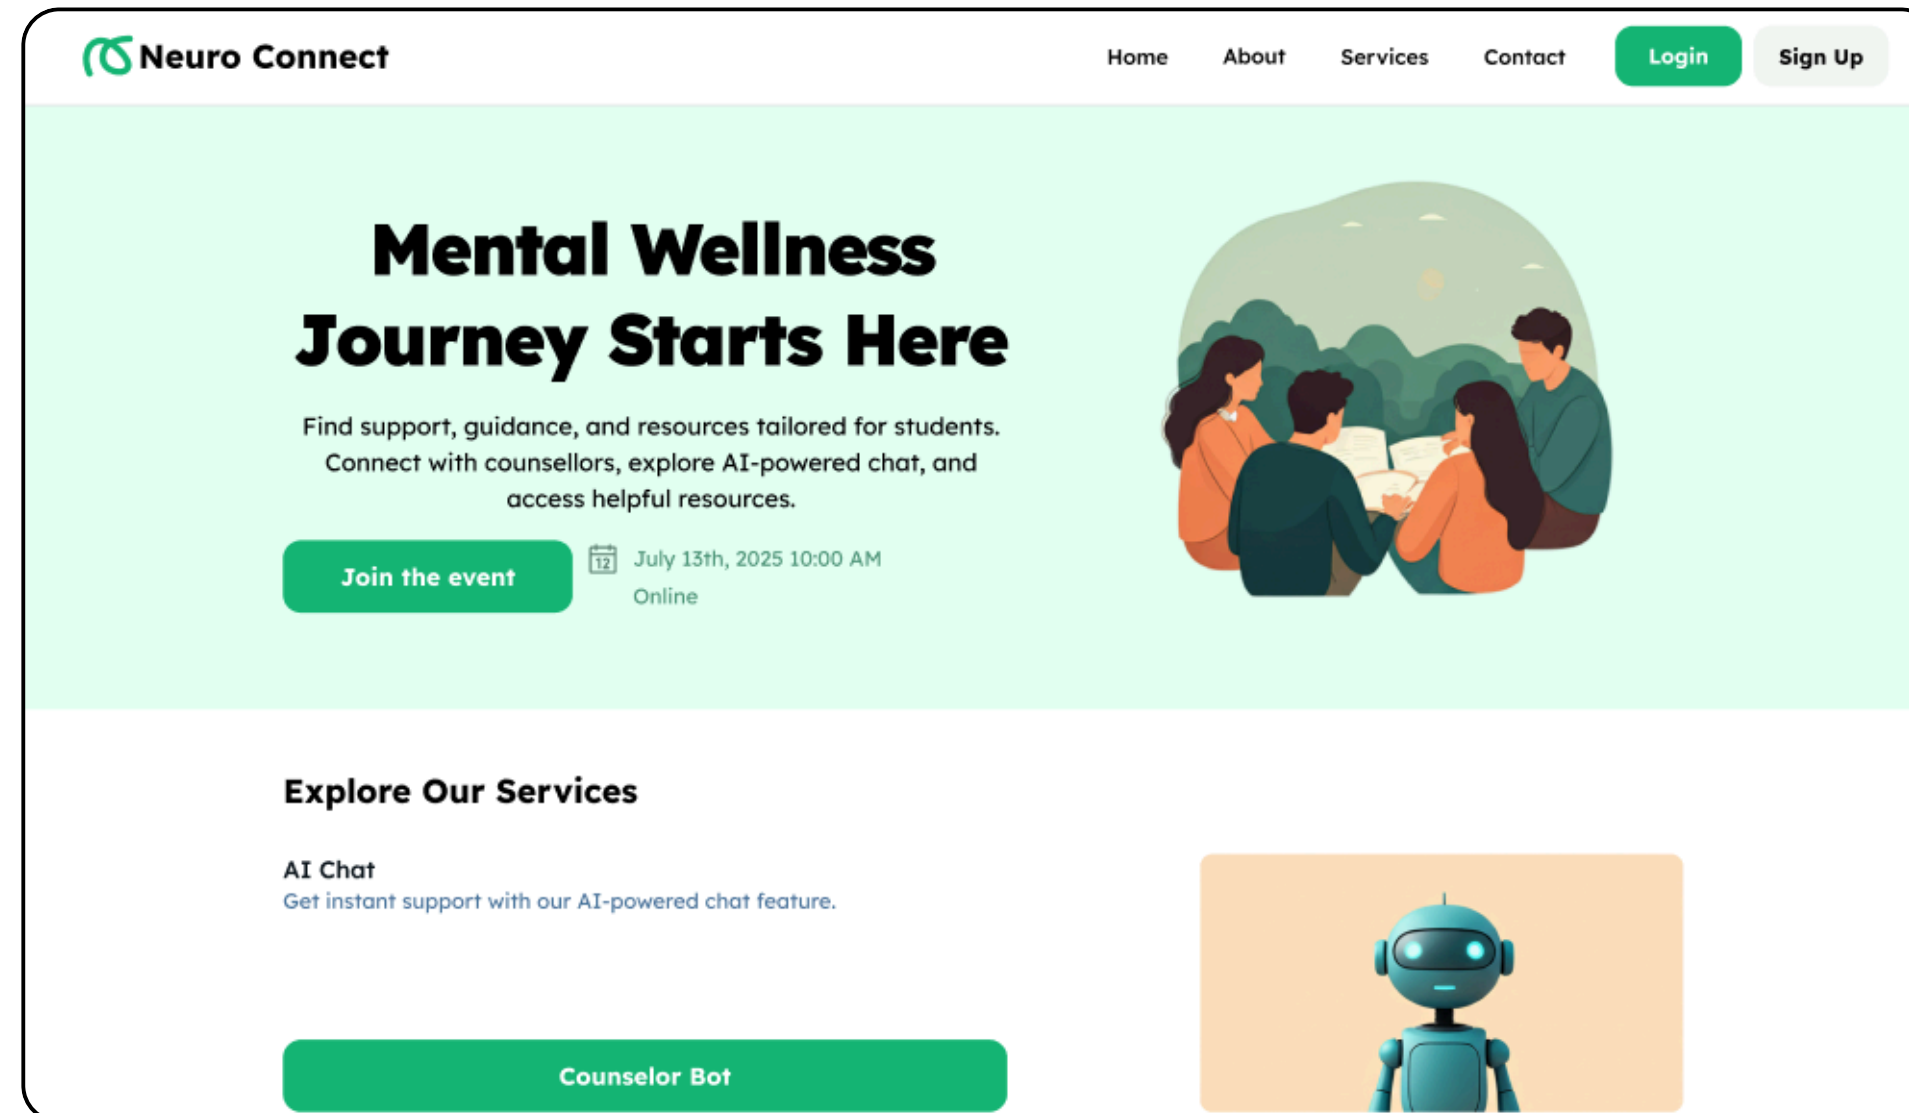 Neuro Connect
Home About Services Contact Login Sign Up
Mental Wellness
Journey Starts Here
Find support, guidance, and resources tailored for students.
Connect with counsellors, explore AI-powered chat, and
access helpful resources.
Join the event
12
July 13th, 2025 10:00 AM
Online
Explore Our Services
AI Chat
Get instant support with our AI-powered chat feature.
Counselor Bot